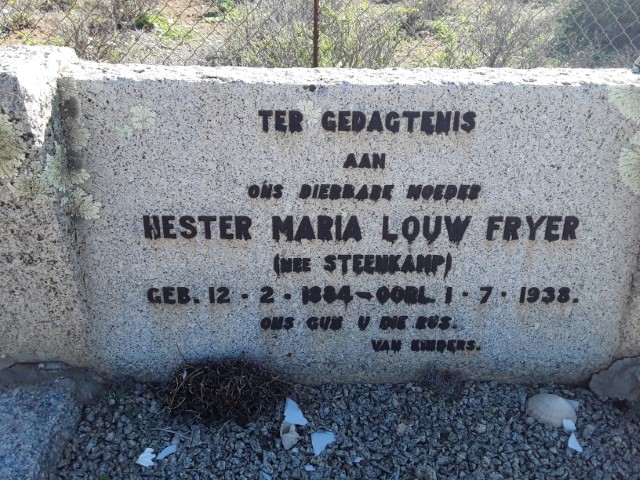 TER GEDAGTENIS
AAN
ONS DIERBARE MOEDER
HESTER MARIA LOUW FRYER
(NEE STEENKAMP)
GEB. 12 - 2 - 1884 - OORL. 1 - 7 - 1938.
ONS GUN U DIE RUS.
VAN KINDERS.